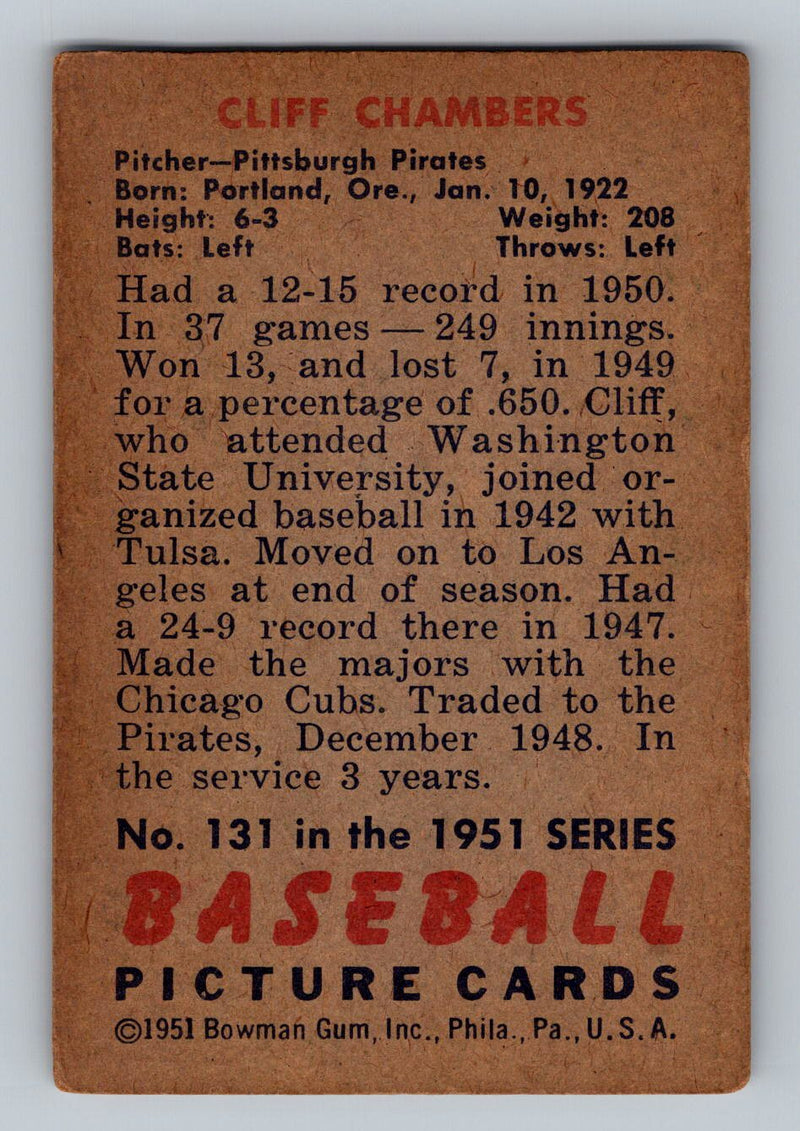 CLIFF CHAMBERS
Pitcher—Pittsburgh Pirates
Born: Portland, Ore., Jan. 10, 1922
Height: 6-3 Weight: 208
Bats: Left Throws: Left
Had a 12-15 record in 1950.
In 37 games — 249 innings.
Won 13, and lost 7, in 1949
for a percentage of .650. Cliff,
who attended Washington
State University, joined or-
ganized baseball in 1942 with
Tulsa. Moved on to Los An-
geles at end of season. Had
a 24-9 record there in 1947.
Made the majors with the
Chicago Cubs. Traded to the
Pirates, December 1948. In
the service 3 years.
No. 131 in the 1951 SERIES
BASEBALL
PICTURE CARDS
©1951 Bowman Gum, Inc., Phila., Pa., U.S.A.